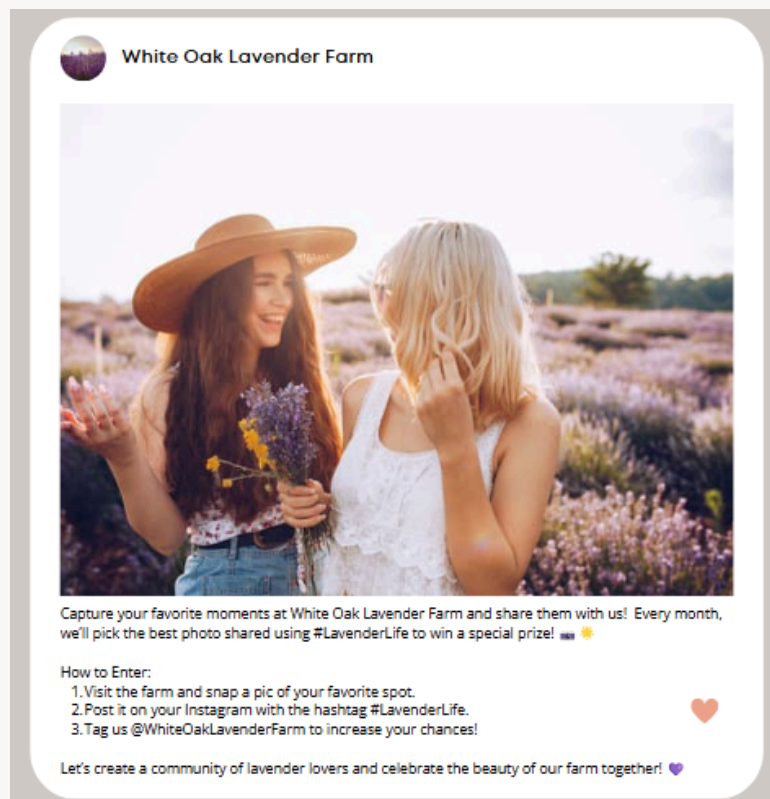 White Oak Lavender Farm
Capture your favorite moments at White Oak Lavender Farm and share them with us!  Every month,
we'll pick the best photo shared using #LavenderLife to win a special prize! 📷 ☀️
How to Enter:
1.Visit the farm and snap a pic of your favorite spot.
2.Post it on your Instagram with the hashtag #LavenderLife.
3.Tag us @WhiteOakLavenderFarm to increase your chances!
Let's create a community of lavender lovers and celebrate the beauty of our farm together! 💜